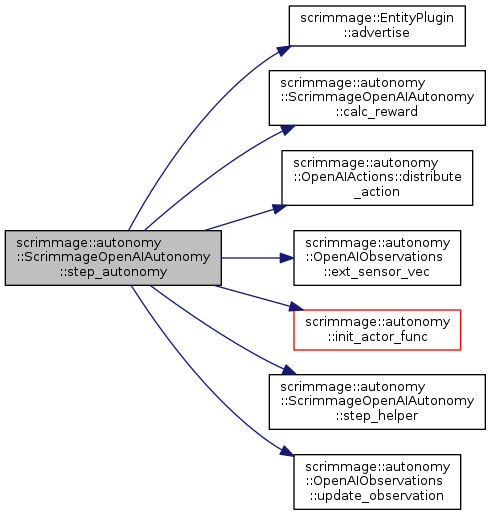 scrimmage::EntityPlugin
::advertise
scrimmage::autonomy
::ScrimmageOpenAIAutonomy
::calc_reward
scrimmage::autonomy
::OpenAIActions::distribute
_action
scrimmage::autonomy
::ScrimmageOpenAIAutonomy
::step_autonomy
scrimmage::autonomy
::OpenAIObservations
::ext_sensor_vec
scrimmage::autonomy
::init_actor_func
scrimmage::autonomy
::ScrimmageOpenAIAutonomy
::step_helper
scrimmage::autonomy
::OpenAIObservations
::update_observation